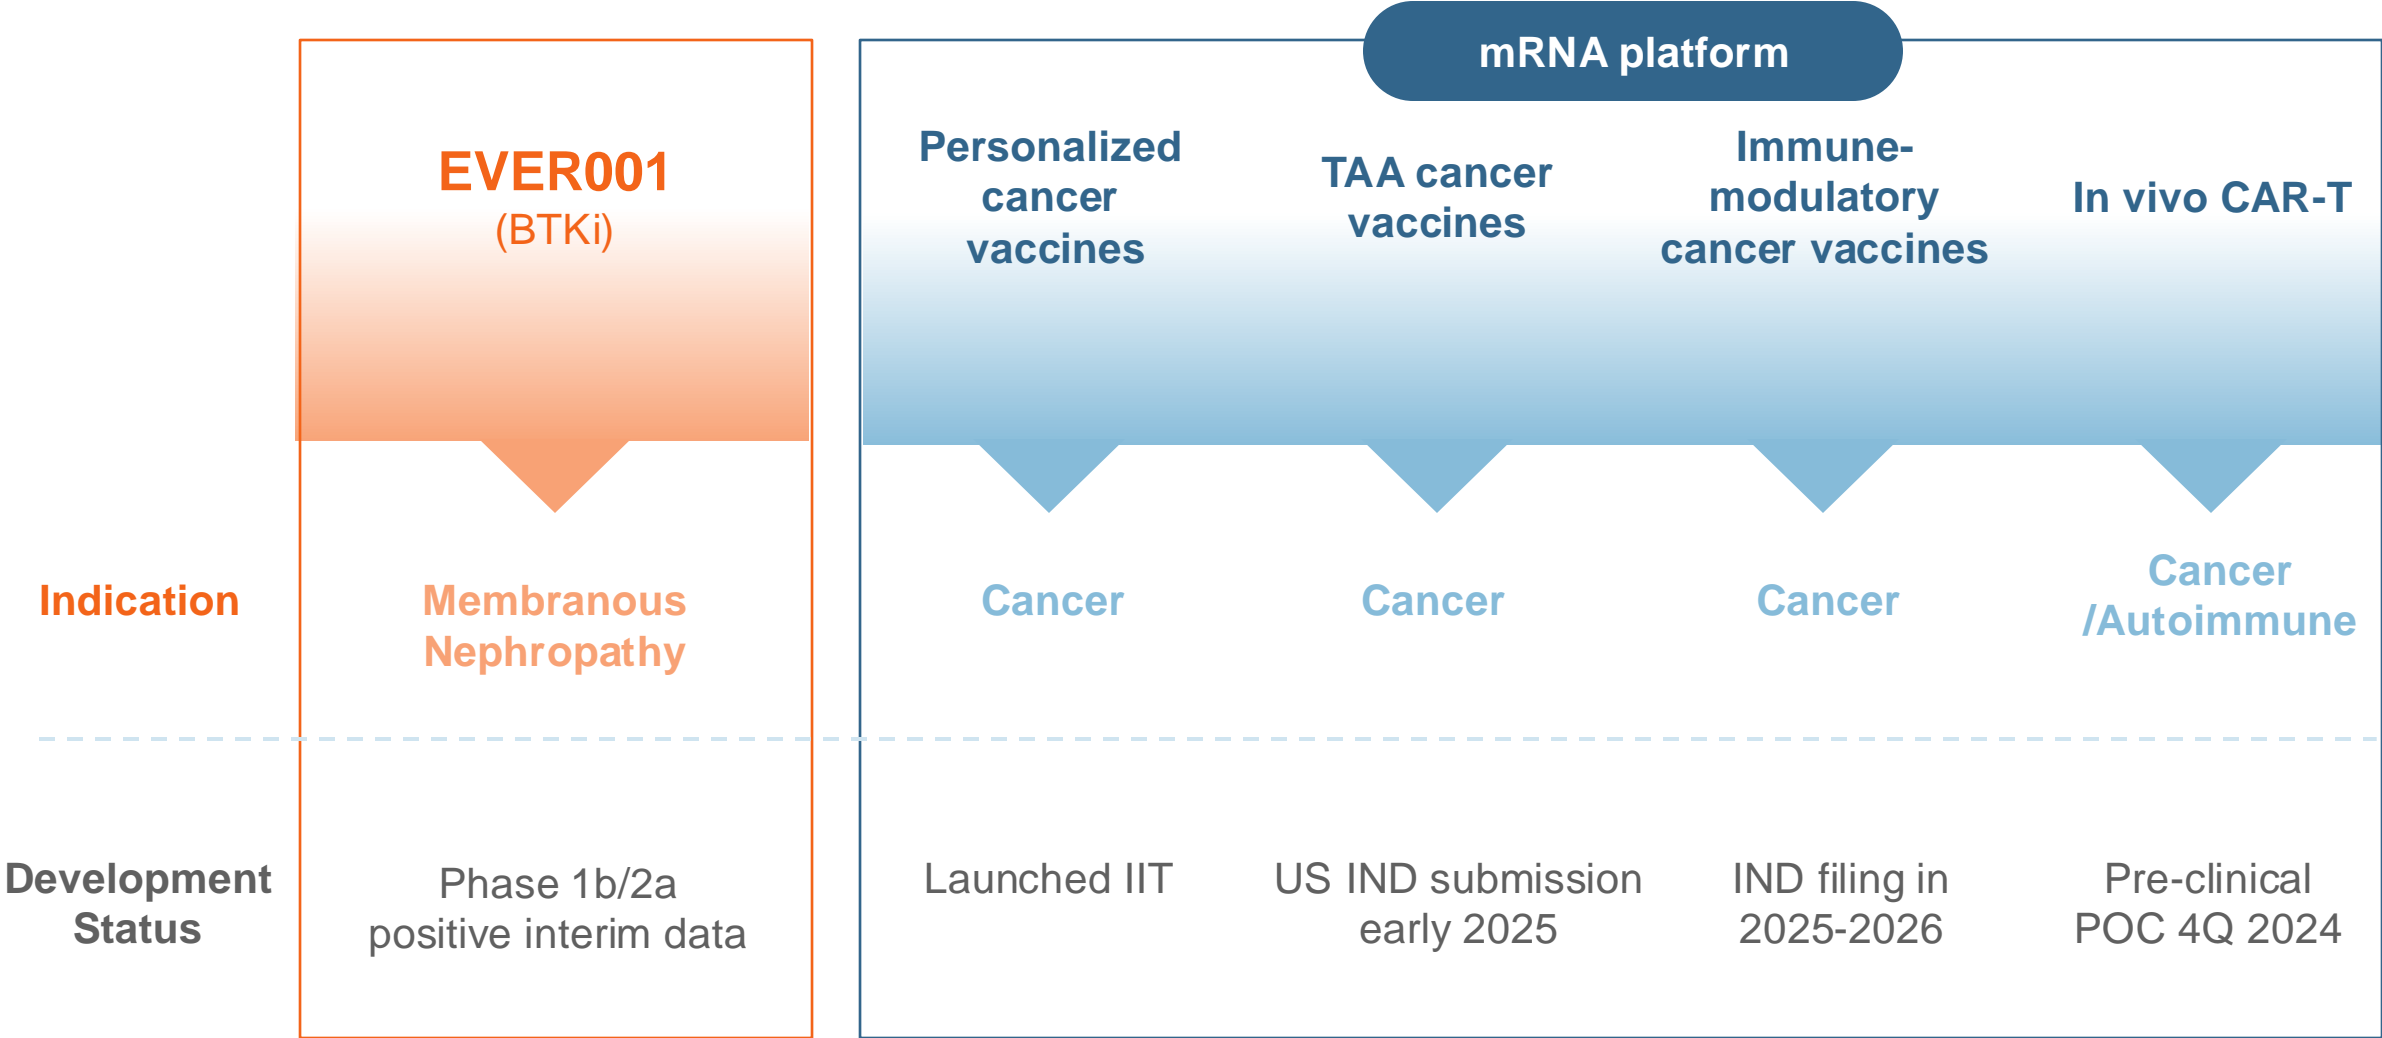 mRNA platform
EVER001
(BTKi)
Personalized
cancer
vaccines
TAA cancer
vaccines
Immune-
modulatory
cancer vaccines
In vivo CAR-T
Indication
Membranous
Nephropathy
Cancer
Cancer
Cancer
Cancer
/Autoimmune
Development
Status
Phase 1b/2a
positive interim data
Launched IIT
US IND submission
early 2025
IND filing in
2025-2026
Pre-clinical
POC 4Q 2024